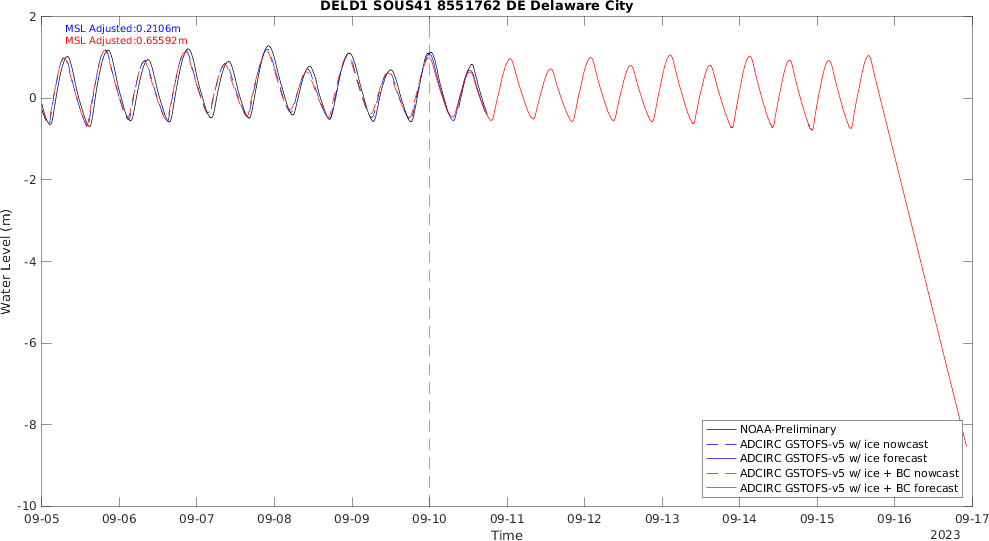 DELD1 SOUS41 8551762 DE Delaware City
MSL Adjusted:0.2106m
MSL Adjusted:0.65592m
Water Level (m)
2
0
-2
-4
-6
-8
-10
NOAA-Preliminary
ADCIRC GSTOFS-v5 w/ ice nowcast
ADCIRC GSTOFS-v5 w/ ice forecast
ADCIRC GSTOFS-v5 w/ ice + BC nowcast
ADCIRC GSTOFS-v5 w/ ice + BC forecast
09-05 09-06 09-07 09-08 09-09 09-10 09-11 09-12 09-13 09-14 09-15 09-16 09-17
Time
2023